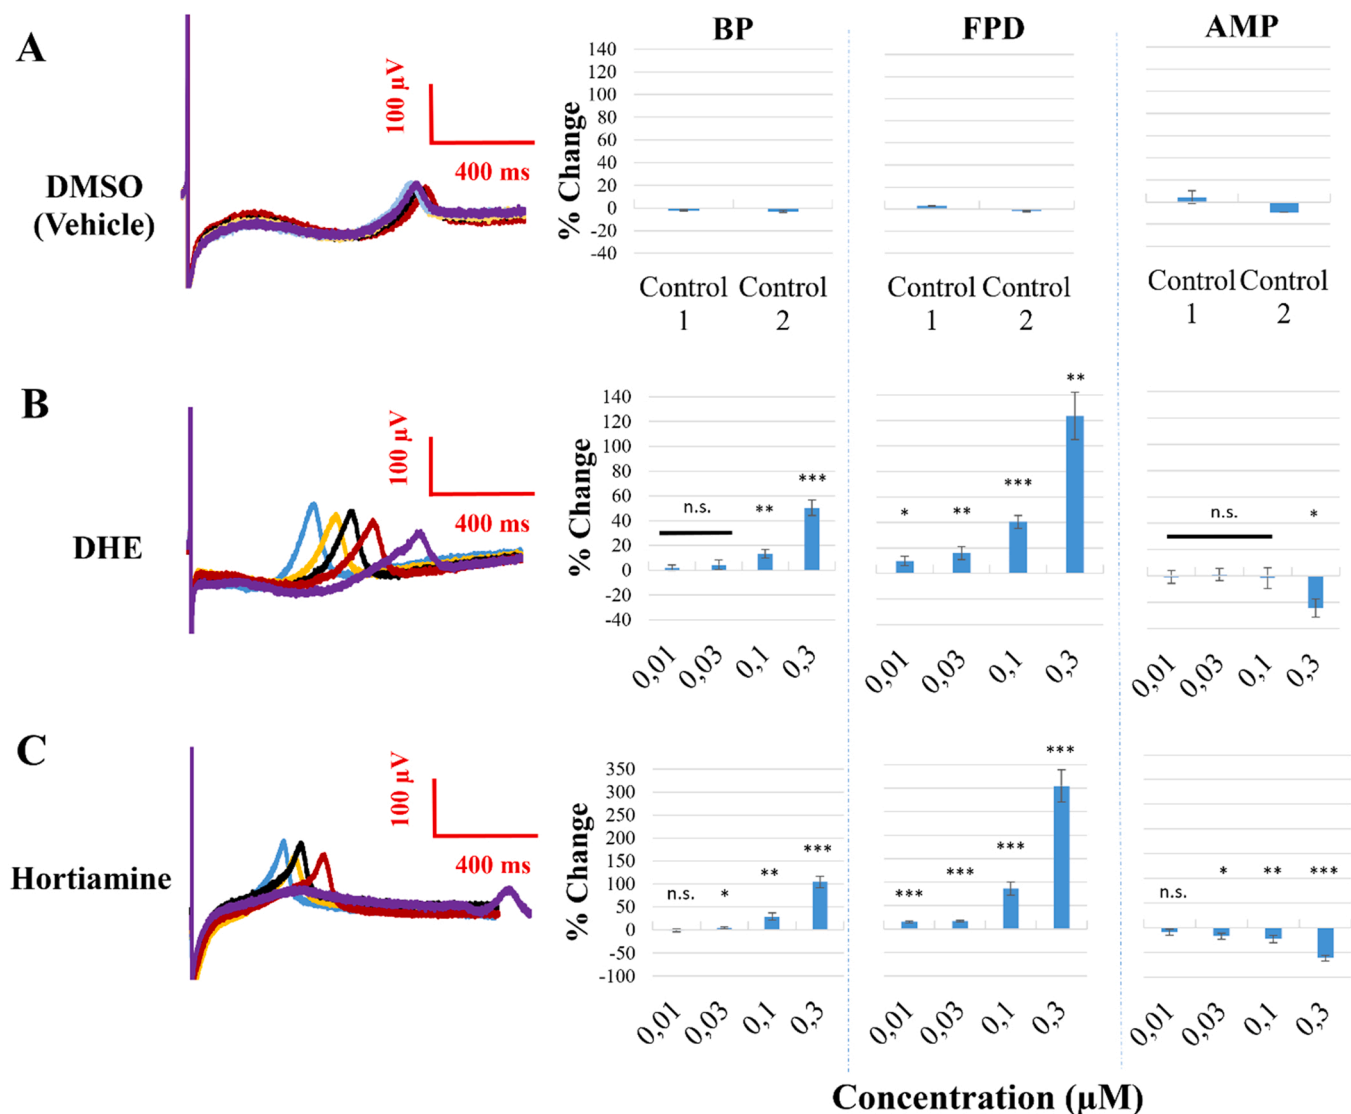 A
BP
FPD
AMP
100 µV
400 ms
DMSO
(Vehicle)
% Change
140
120
100
80
60
40
20
0
-20
-40
Control Control
1 2
Control Control
1 2
Control Control
1 2
B
100 µV
400 ms
DHE
% Change
140
120
100
80
60
40
20
0
-20
-40
n.s.
**
***
*
**
***
**
n.s.
*
0,01 0,03 0,1 0,3
0,01 0,03 0,1 0,3
0,01 0,03 0,1 0,3
C
100 µV
400 ms
Hortiamine
% Change
350
300
250
200
150
100
50
0
-50
-100
n.s.
*
**
***
***
***
***
***
n.s.
*
**
***
0,01 0,03 0,1 0,3
0,01 0,03 0,1 0,3
0,01 0,03 0,1 0,3
Concentration (µM)